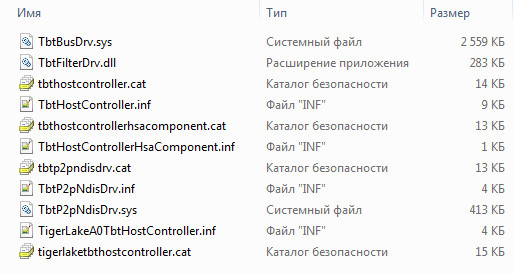 Имя Тип Размер
TbtBusDrv.sys Системный файл 2 559 КБ
TbtFilterDrv.dll Расширение приложения 283 КБ
tbthostcontroller.cat Каталог безопасности 14 КБ
TbtHostController.inf Файл "INF" 9 КБ
tbthostcontrollerhsacomponent.cat Каталог безопасности 13 КБ
TbtHostControllerHsaComponent.inf Файл "INF" 1 КБ
tbtp2pndisdrv.cat Каталог безопасности 13 КБ
TbtP2pNdisDrv.inf Файл "INF" 4 КБ
TbtP2pNdisDrv.sys Системный файл 413 КБ
TigerLakeA0TbtHostController.inf Файл "INF" 4 КБ
tigerlaketbthostcontroller.cat Каталог безопасности 15 КБ